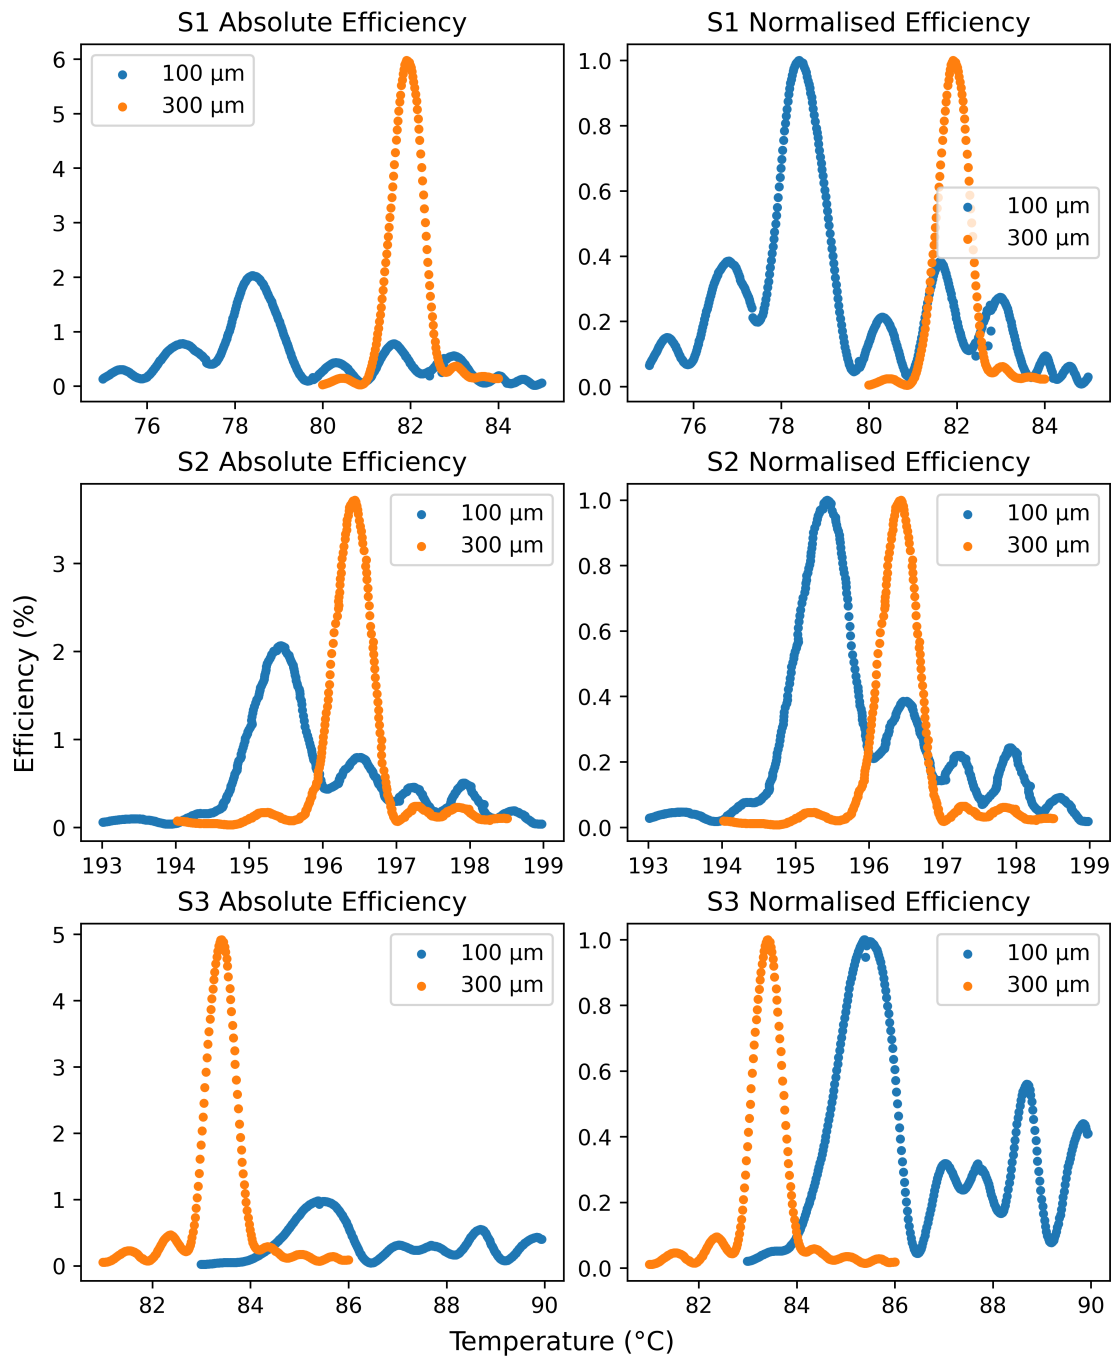 S1 Absolute Efficiency
100 µm
300 µm
6
5
4
3
2
1
0
76 78 80 82 84
S1 Normalised Efficiency
100 µm
300 µm
1.0
0.8
0.6
0.4
0.2
0.0
76 78 80 82 84
S2 Absolute Efficiency
100 µm
300 µm
3
2
1
0
193 194 195 196 197 198 199
S2 Normalised Efficiency
100 µm
300 µm
1.0
0.8
0.6
0.4
0.2
0.0
193 194 195 196 197 198 199
Efficiency (%)
S3 Absolute Efficiency
100 µm
300 µm
5
4
3
2
1
0
82 84 86 88 90
S3 Normalised Efficiency
100 µm
300 µm
1.0
0.8
0.6
0.4
0.2
0.0
82 84 86 88 90
Temperature (°C)